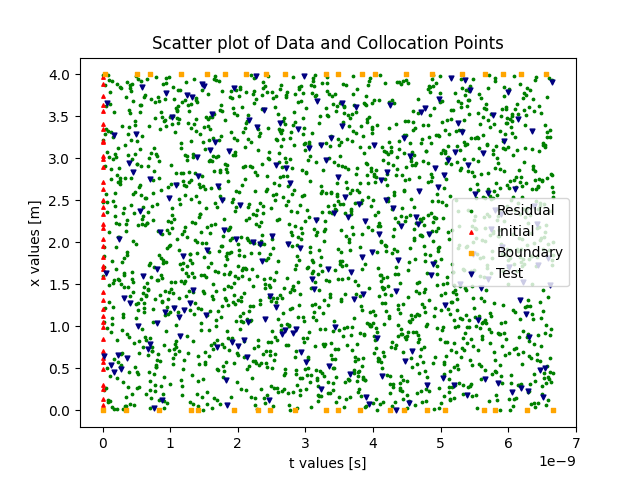 Scatter plot of Data and Collocation Points
4.0
3.5
3.0
2.5
2.0
1.5
1.0
0.5
0.0
x values [m]
Residual
Initial
Boundary
Test
0 1 2 3 4 5 6 7
1e−9
t values [s]